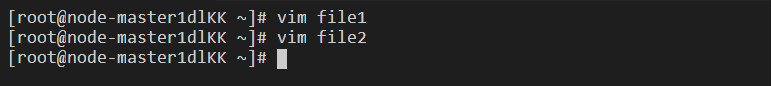 [root@node-master1dlKK ~]# vim file1
[root@node-master1dlKK ~]# vim file2
[root@node-master1dlKK ~]#